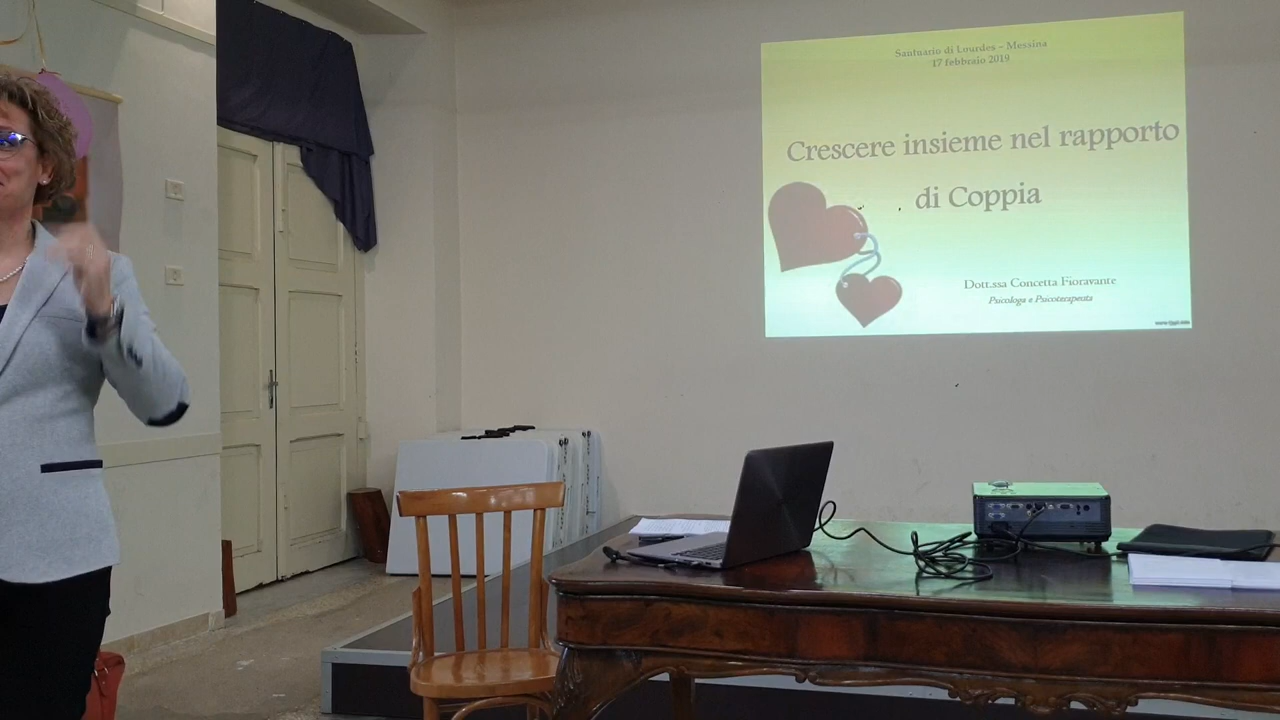 Santuario di Lourdes – Messina
17 febbraio 2019
Crescere insieme nel rapporto
di Coppia
Dott.ssa Concetta Fioravante
Psicologa e Psicoterapeuta